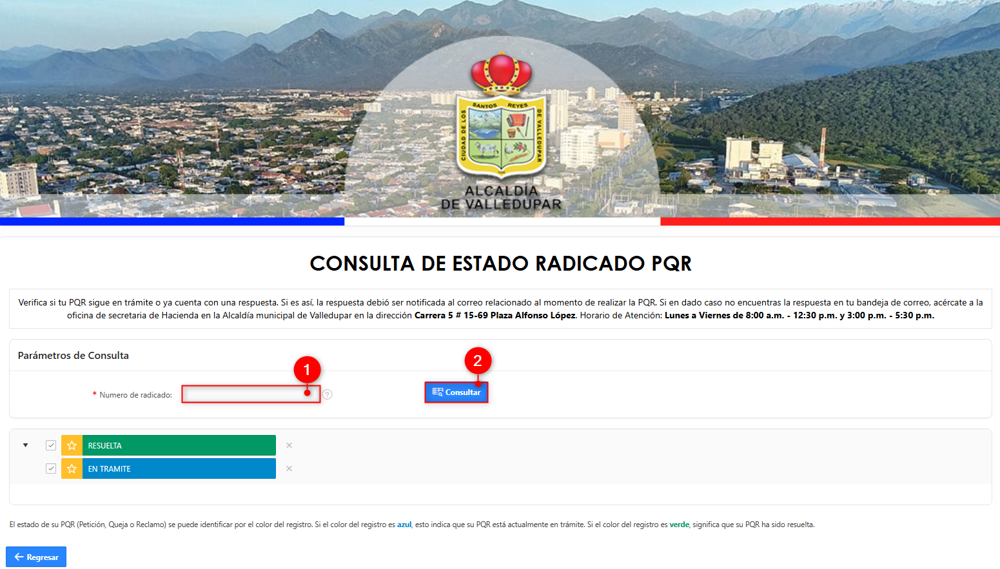 SANTOS REYES
CIUDAD DE LOS
DE VALLEDUPAR
ALCALDÍA
DE VALLEDUPAR
CONSULTA DE ESTADO RADICADO PQR
Verifica si tu PQR sigue en trámite o ya cuenta con una respuesta. Si es así, la respuesta debió ser notificada al correo relacionado al momento de realizar la PQR. Si en dado caso no encuentras la respuesta en tu bandeja de correo, acércate a la
oficina de secretaria de Hacienda en la Alcaldía municipal de Valledupar en la dirección Carrera 5 # 15-69 Plaza Alfonso López. Horario de Atención: Lunes a Viernes de 8:00 a.m. - 12:30 p.m. y 3:00 p.m. - 5:30 p.m.
Parámetros de Consulta
1
2
* Numero de radicado:
?
Consultar
RESUELTA
EN TRAMITE
El estado de su PQR (Petición, Queja o Reclamo) se puede identificar por el color del registro. Si el color del registro es azul, esto indica que su PQR está actualmente en trámite. Si el color del registro es verde, significa que su PQR ha sido resuelta.
Regresar